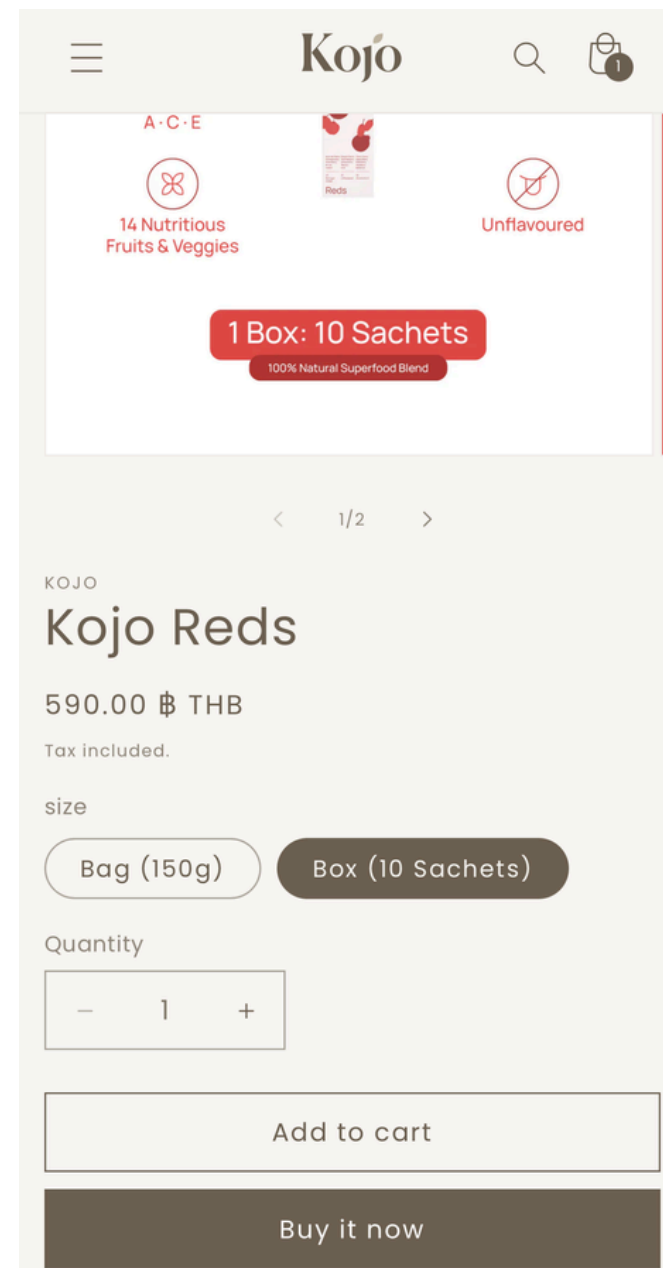 Kojo
1
A·C·E
Reds
14 Nutritious
Fruits & Veggies
Unflavoured
1 Box: 10 Sachets
100% Natural Superfood Blend
1/2
KOJO
Kojo Reds
590.00 ฿ THB
Tax included.
size
Bag (150g)
Box (10 Sachets)
Quantity
− 1 +
Add to cart
Buy it now